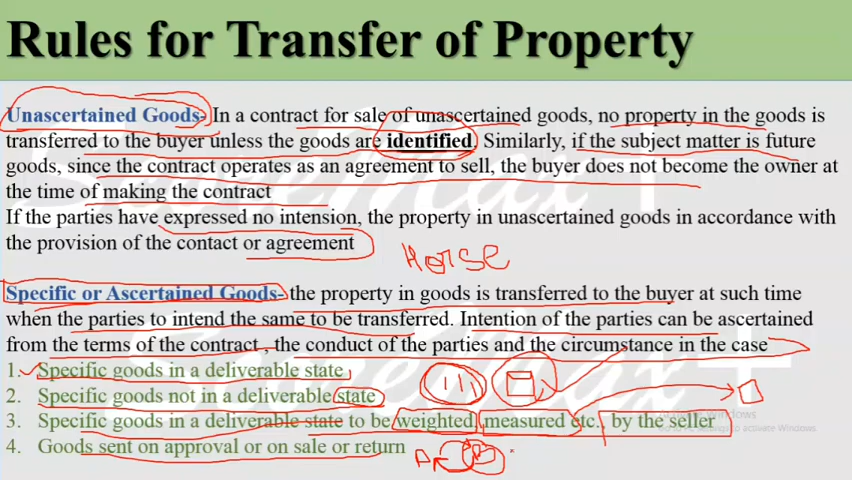 Rules for Transfer of Property
Unascertained Goods- In a contract for sale of unascertained goods, no property in the goods is
transferred to the buyer unless the goods are identified. Similarly, if the subject matter is future
goods, since the contract operates as an agreement to sell, the buyer does not become the owner at
the time of making the contract
If the parties have expressed no intension, the property in unascertained goods in accordance with
the provision of the contact or agreement
Horse
Specific or Ascertained Goods- the property in goods is transferred to the buyer at such time
when the parties to intend the same to be transferred. Intention of the parties can be ascertained
from the terms of the contract , the conduct of the parties and the circumstance in the case
1. Specific goods in a deliverable state
2. Specific goods not in a deliverable state
3. Specific goods in a deliverable state to be weighted, measured etc., by the seller
4. Goods sent on approval or on sale or return